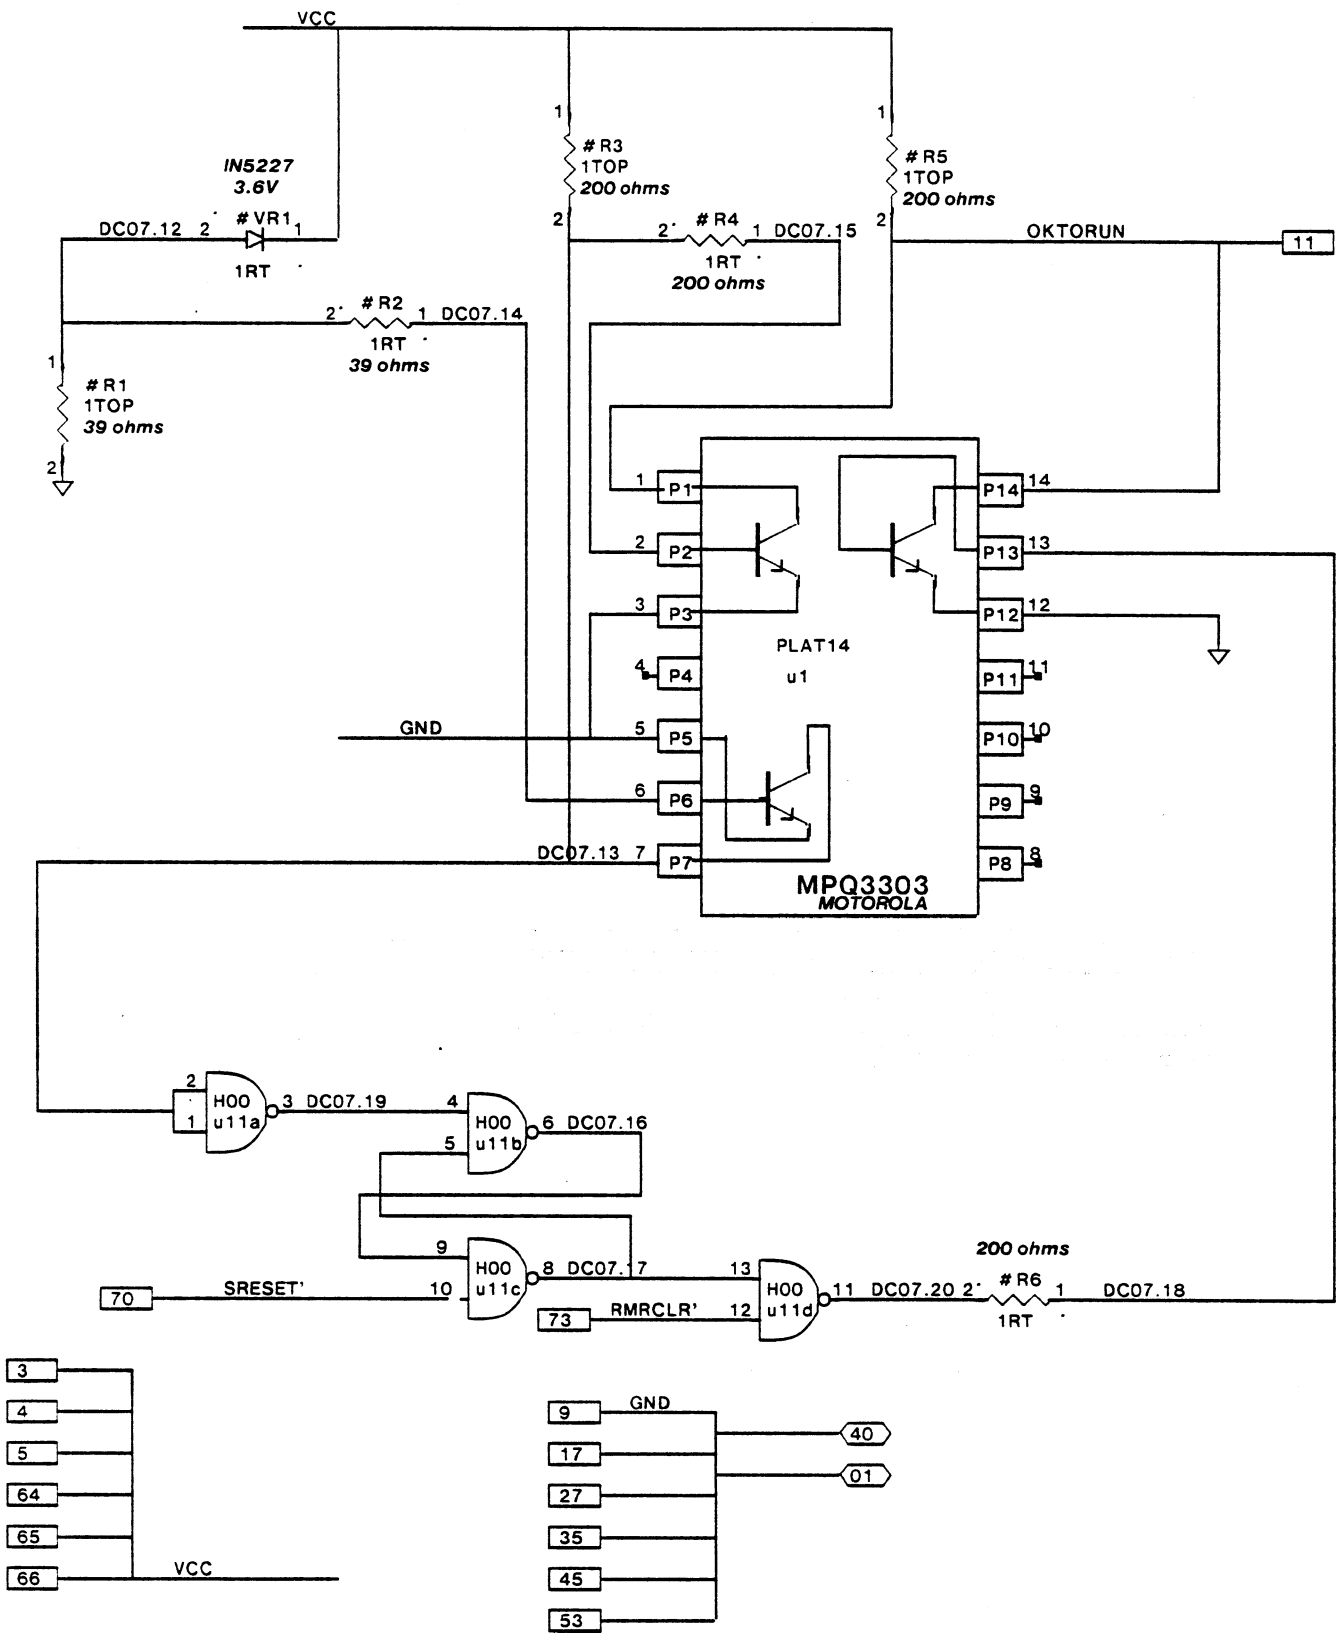 VCC
1
1
# R3
1TOP
200 ohms
# R5
1TOP
200 ohms
IN5227
3.6V
# VR1
DC07.12 2 1
1RT
2
2 # R4 1 DC07.15
1RT
200 ohms
2
OKTORUN
11
2 # R2 1 DC07.14
1RT
39 ohms
1
# R1
1TOP
39 ohms
2
1 P1
2 P2
3 P3
4 P4
GND 5 P5
6 P6
DC07.13 7 P7
P14 14
P13 13
P12 12
P11 11
P10 10
P9 9
P8 8
PLAT14
u1
MPQ3303
MOTOROLA
2
1
H00
u11a
3 DC07.19
4
5
H00
u11b
6 DC07.16
9
10
H00
u11c
8 DC07.17
70 SRESET'
73 RMRCLR' 12
13
H00
u11d
11 DC07.20
200 ohms
2 # R6 1 DC07.18
1RT
3
4
5
64
65
66 VCC
9 GND
17
27
35
45
53
40
01